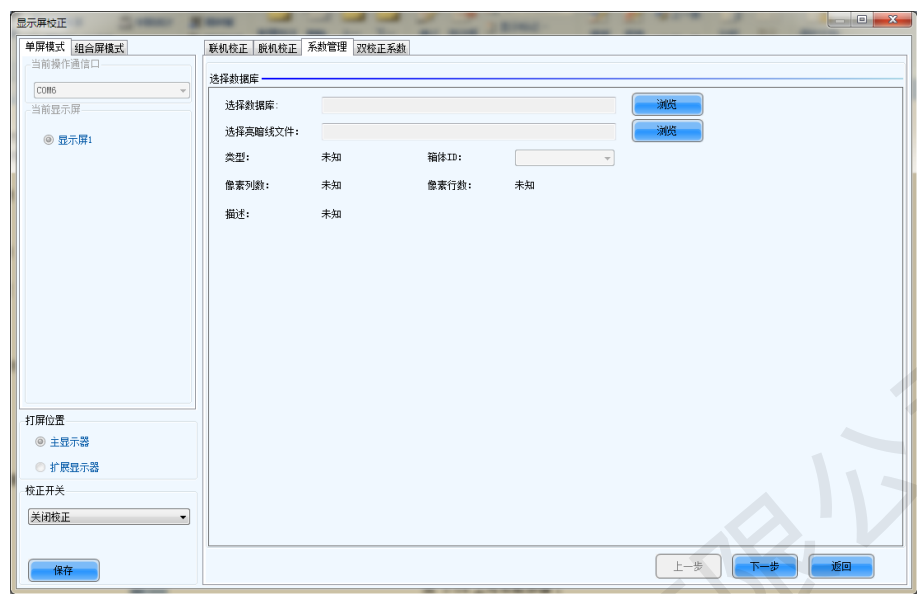 显示屏校正
单屏模式 组合屏模式
当前操作通信口
COM6
当前显示屏
显示屏1
打屏位置
主显示器
扩展显示器
校正开关
关闭校正
保存
联机校正 脱机校正 系数管理 双校正系数
选择数据库
选择数据库: 浏览
选择亮暗线文件: 浏览
类型: 未知 箱体ID:
像素列数: 未知 像素行数: 未知
描述: 未知
上一步 下一步 返回
有限公